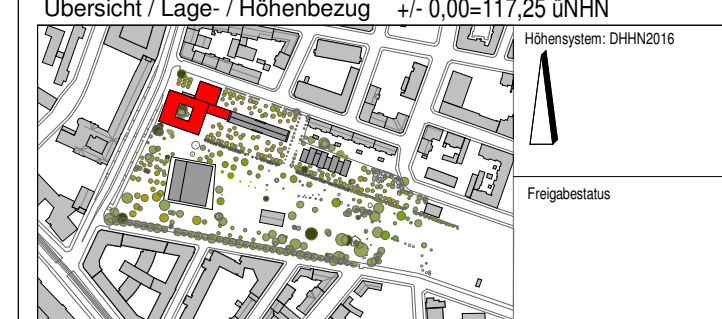 Übersicht / Lage- / Höhenbezug +/- 0,00=117,25 üNHN
Höhensystem: DHHN2016
Freigabestatus